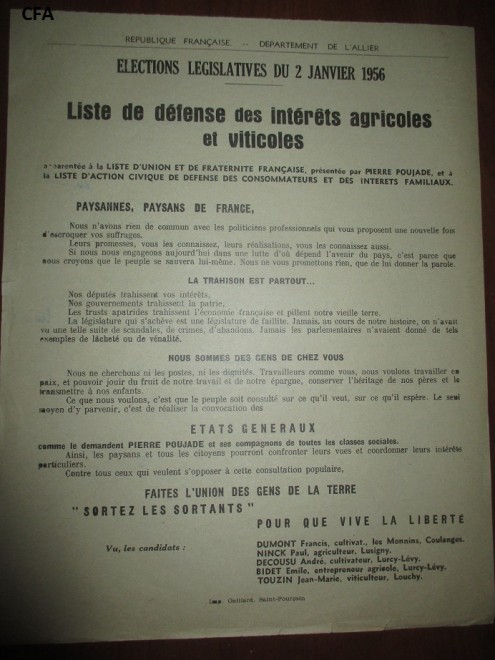 CFA
REPUBLIQUE FRANÇAISE. -- DEPARTEMENT DE L'ALLIER
ELECTIONS LEGISLATIVES DU 2 JANVIER 1956
Liste de défense des intérêts agricoles
et viticoles
apparentée à la LISTE D'UNION ET DE FRATERNITE FRANÇAISE, présentée par PIERRE POUJADE, et à
la LISTE D'ACTION CIVIQUE DE DEFENSE DES CONSOMMATEURS ET DES INTERETS FAMILIAUX.
PAYSANNES, PAYSANS DE FRANCE,
Nous n'avons rien de commun avec les politiciens professionnels qui vous proposent une nouvelle fois
d'escroquer vos suffrages.
Leurs promesses, vous les connaissez, leurs réalisations, vous les connaissez aussi.
Si nous nous engageons aujourd'hui dans une lutte d'où dépend l'avenir du pays, c'est parce que
nous croyons que le peuple se sauvera lui-même. Nous ne vous promettons rien, que de lui donner la parole.
LA TRAHISON EST PARTOUT...
Nos députés trahissent vos intérêts,
Nos gouvernements trahissent la patrie,
Les trusts apatrides trahissent l'économie française et pillent notre vieille terre.
La législature qui s'achève est une législature de faillite. Jamais, au cours de notre histoire, on n'avait
vu une telle suite de scandales, de crimes, d'abandons. Jamais les parlementaires n'avaient donné de tels
exemples de lâcheté ou de vénalité.
NOUS SOMMES DES GENS DE CHEZ VOUS
Nous ne cherchons ni les postes, ni les dignités. Travailleurs comme vous, nous voulons travailler en
paix, et pouvoir jouir du fruit de notre travail et de notre épargne, conserver l'héritage de nos pères et le
transmettre à nos enfants.
Ce que nous voulons, c'est que le peuple soit consulté sur ce qu'il veut, sur ce qu'il espère. Le seul
moyen d'y parvenir, c'est de réaliser la convocation des
ETATS GENERAUX
comme le demandent PIERRE POUJADE et ses compagnons de toutes les classes sociales.
Ainsi, les paysans et tous les citoyens pourront confronter leurs vues et coordonner leurs intérêts
particuliers.
Contre tous ceux qui veulent s'opposer à cette consultation populaire,
FAITES L'UNION DES GENS DE LA TERRE
" SORTEZ LES SORTANTS "
POUR QUE VIVE LA LIBERTÉ
Vu, les candidats :
DUMONT Francis, cultivat., les Monnins, Coulanges.
NINCK Paul, agriculteur, Lusigny.
DECOUSU André, cultivateur, Lurcy-Lévy.
BIDET Emile, entrepreneur agricole, Lurcy-Lévy.
TOUZIN Jean-Marie, viticulteur, Louchy.
Imp. Saint-Pourçain